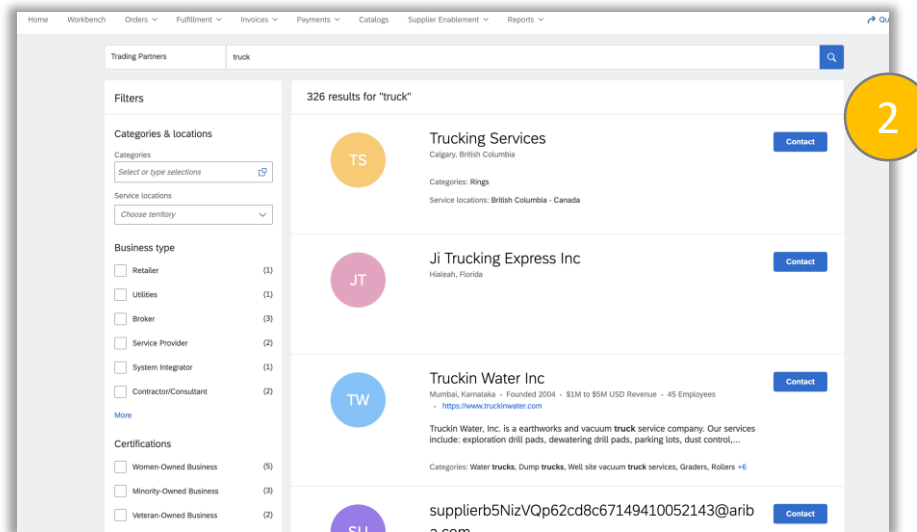 Home Workbench Orders Fulfillment Invoices Payments Catalogs Supplier Enablement Reports
Trading Partners truck
2
Filters
Categories & locations
Categories
Select or type selections
Service locations
Choose territory
Business type
Retailer (1)
Utilities (1)
Broker (3)
Service Provider (2)
System Integrator (1)
Contractor/Consultant (2)
More
Certifications
Women-Owned Business (5)
Minority-Owned Business (3)
Veteran-Owned Business (2)
326 results for "truck"
TS
Trucking Services
Contact
Calgary, British Columbia
Categories: Rings
Service locations: British Columbia - Canada
JT
Ji Trucking Express Inc
Contact
Hialeah, Florida
TW
Truckin Water Inc
Contact
Mumbai, Karnataka - Founded 2004 - $1M to $5M USD Revenue - 45 Employees
- https://www.truckinwater.com
Truckin Water, Inc. is a earthworks and vacuum truck service company. Our services
include: exploration drill pads, dewatering drill pads, parking lots, dust control,...
Categories: Water trucks, Dump trucks, Well site vacuum truck services, Graders, Rollers +6
SU
supplierb5NizVQp62cd8c67149410052143@arib
a.com
Contact